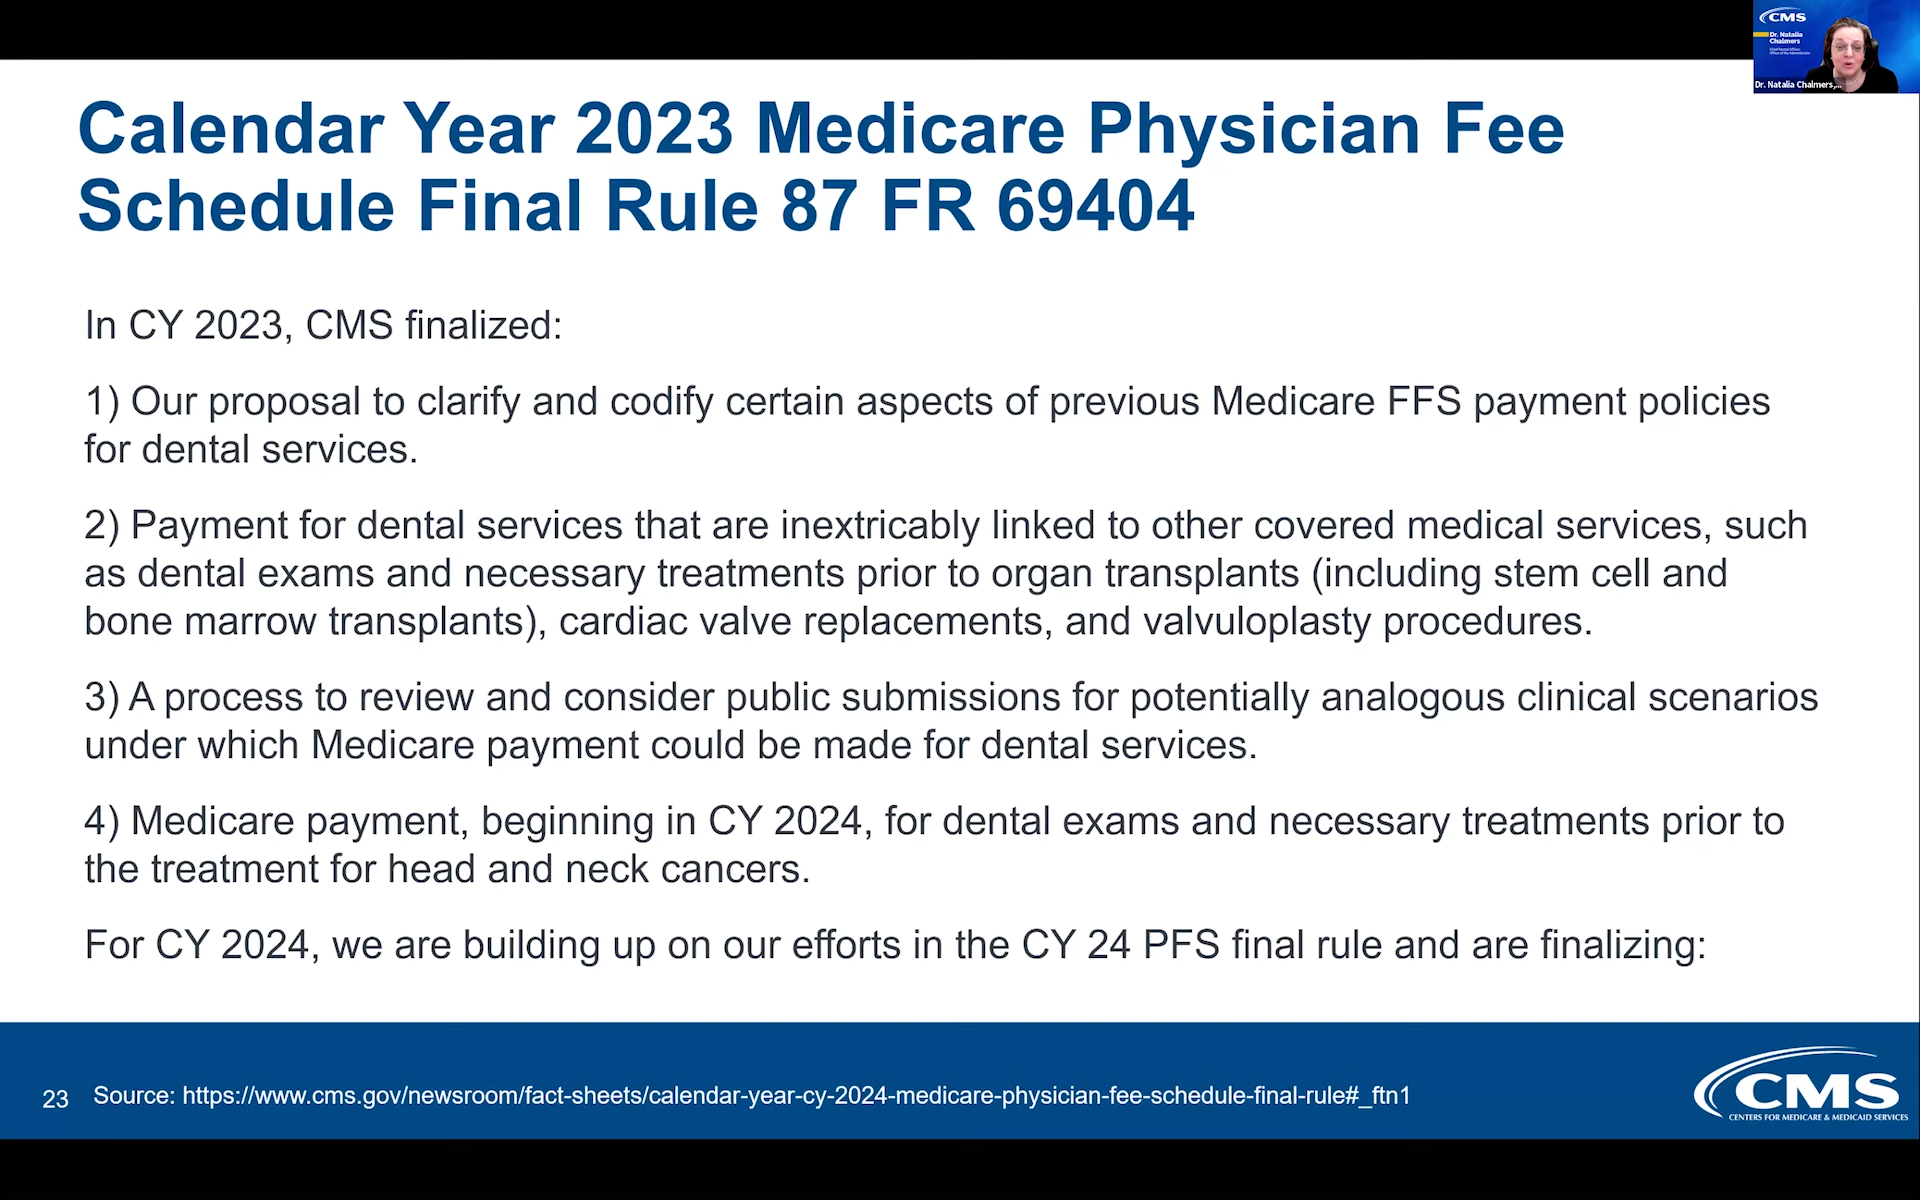 CMS
Dr. Natalia
Chalmers
Chief Dental Officer
Office of the Administrator
Dr. Natalia Chalmers,...
Calendar Year 2023 Medicare Physician Fee
Schedule Final Rule 87 FR 69404
In CY 2023, CMS finalized:
1) Our proposal to clarify and codify certain aspects of previous Medicare FFS payment policies
for dental services.
2) Payment for dental services that are inextricably linked to other covered medical services, such
as dental exams and necessary treatments prior to organ transplants (including stem cell and
bone marrow transplants), cardiac valve replacements, and valvuloplasty procedures.
3) A process to review and consider public submissions for potentially analogous clinical scenarios
under which Medicare payment could be made for dental services.
4) Medicare payment, beginning in CY 2024, for dental exams and necessary treatments prior to
the treatment for head and neck cancers.
For CY 2024, we are building up on our efforts in the CY 24 PFS final rule and are finalizing:
23
Source: https://www.cms.gov/newsroom/fact-sheets/calendar-year-cy-2024-medicare-physician-fee-schedule-final-rule#_ftn1
CMS
CENTERS FOR MEDICARE & MEDICAID SERVICES